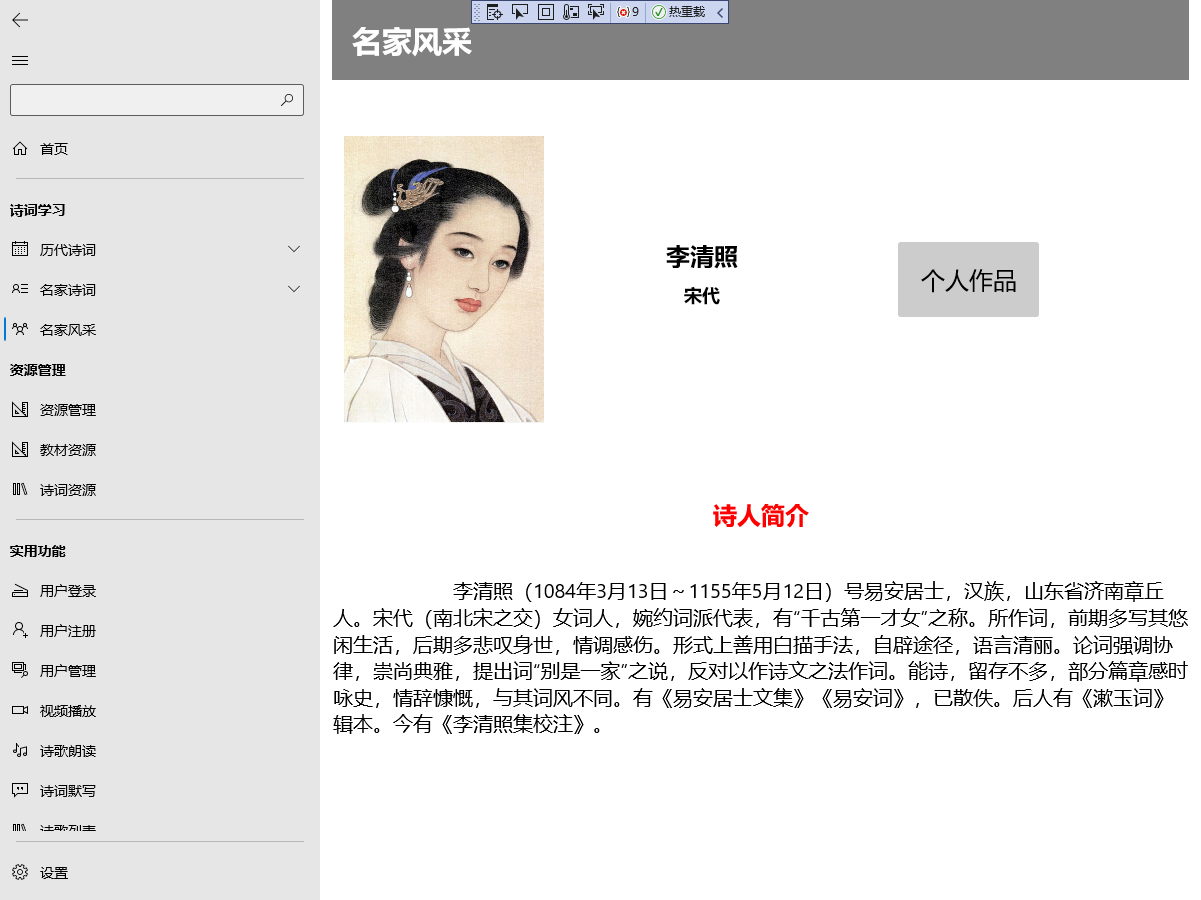 首页
诗词学习
历代诗词
名家诗词
名家风采
资源管理
资源管理
教材资源
诗词资源
实用功能
用户登录
用户注册
用户管理
视频播放
诗歌朗读
诗词默写
诗歌列表
设置
9
热重载
名家风采
李清照
宋代
个人作品
诗人简介
李清照（1084年3月13日～1155年5月12日）号易安居士，汉族，山东省济南章丘
人。宋代（南北宋之交）女词人，婉约词派代表，有“千古第一才女”之称。所作词，前期多写其悠
闲生活，后期多悲叹身世，情调感伤。形式上善用白描手法，自辟途径，语言清丽。论词强调协
律，崇尚典雅，提出词“别是一家”之说，反对以作诗文之法作词。能诗，留存不多，部分篇章感时
咏史，情辞慷慨，与其词风不同。有《易安居士文集》《易安词》，已散佚。后人有《漱玉词》
辑本。今有《李清照集校注》。